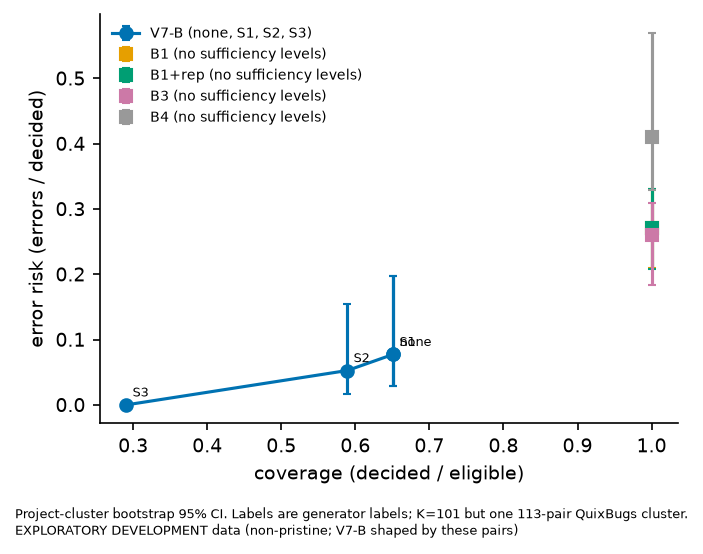 V7-B (none, S1, S2, S3)
B1 (no sufficiency levels)
B1+rep (no sufficiency levels)
B3 (no sufficiency levels)
B4 (no sufficiency levels)
error risk (errors / decided)
0.5
0.4
0.3
0.2
0.1
0.0
S3
S2
S1
none
0.3 0.4 0.5 0.6 0.7 0.8 0.9 1.0
coverage (decided / eligible)
Project-cluster bootstrap 95% CI. Labels are generator labels; K=101 but one 113-pair QuixBugs cluster.
EXPLORATORY DEVELOPMENT data (non-pristine; V7-B shaped by these pairs)